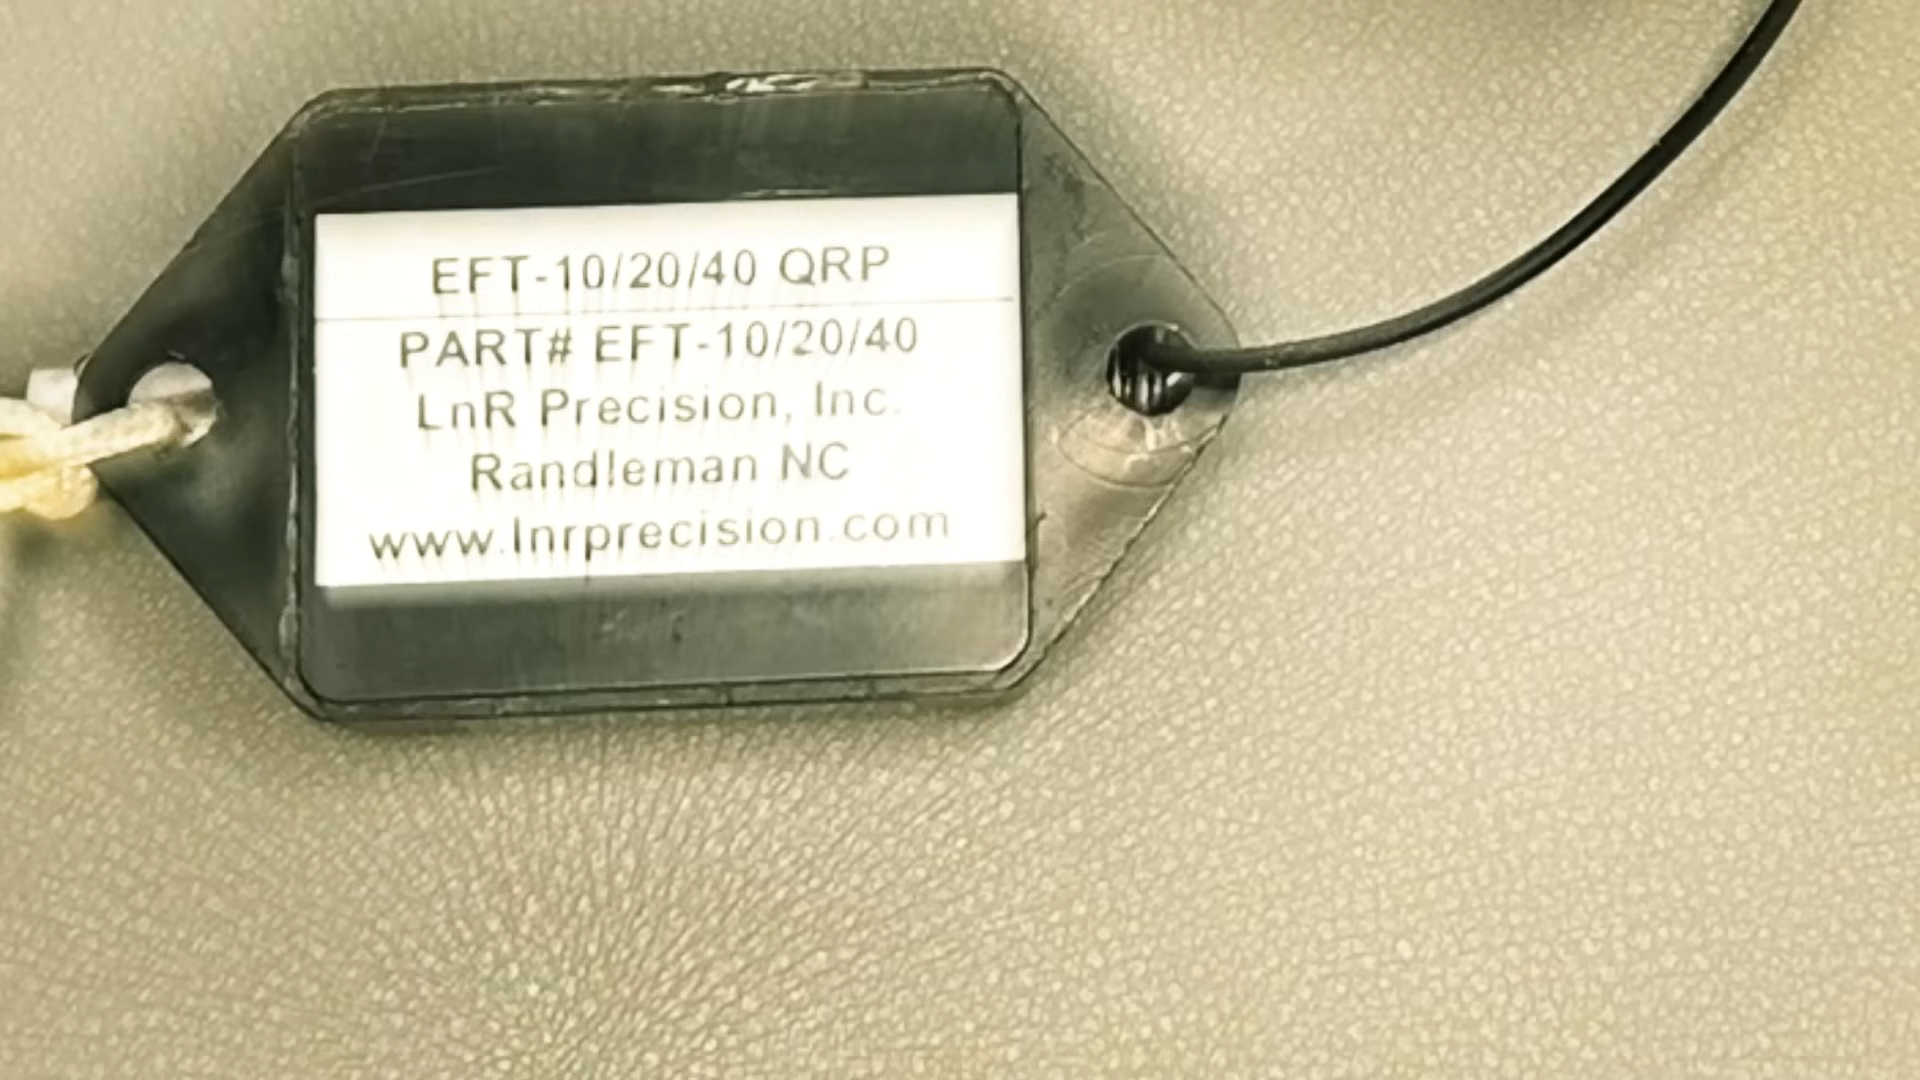 EFT-10/20/40 QRP
PART# EFT-10/20/40
LnR Precision, Inc.
Randleman NC
www.lnrprecision.com